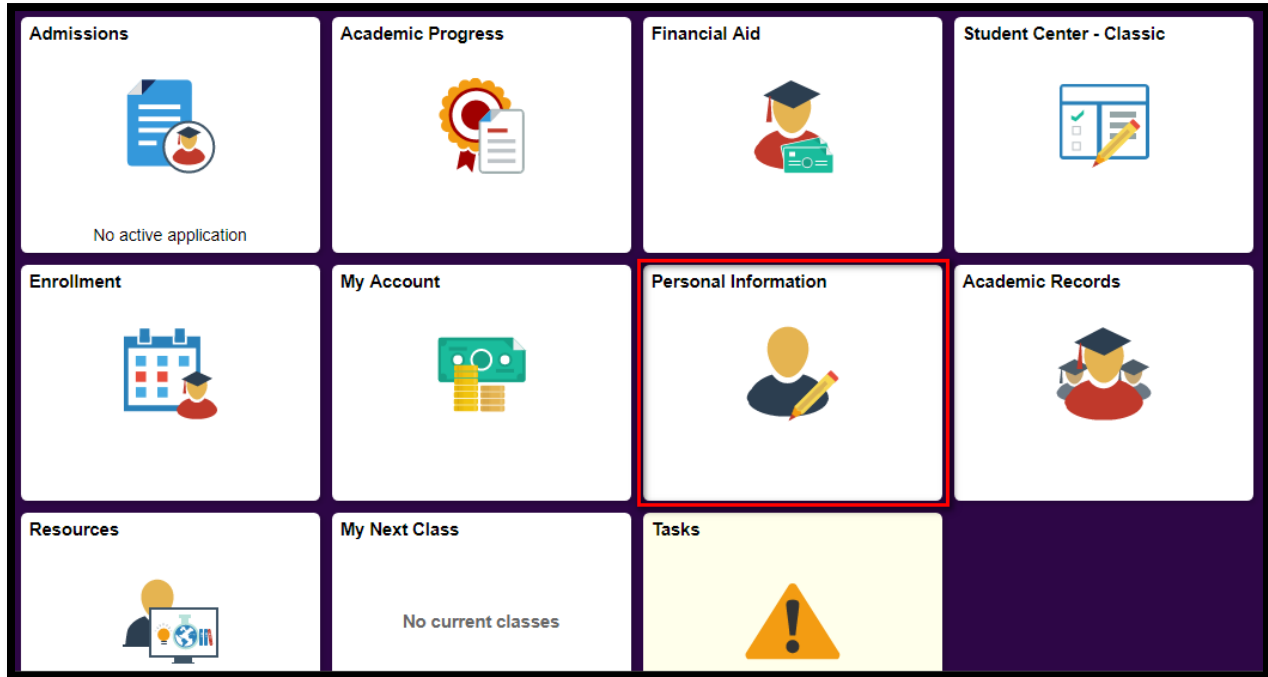 Admissions
Academic Progress
Financial Aid
Student Center - Classic
No active application
Enrollment
My Account
Personal Information
Academic Records
Resources
My Next Class
Tasks
No current classes